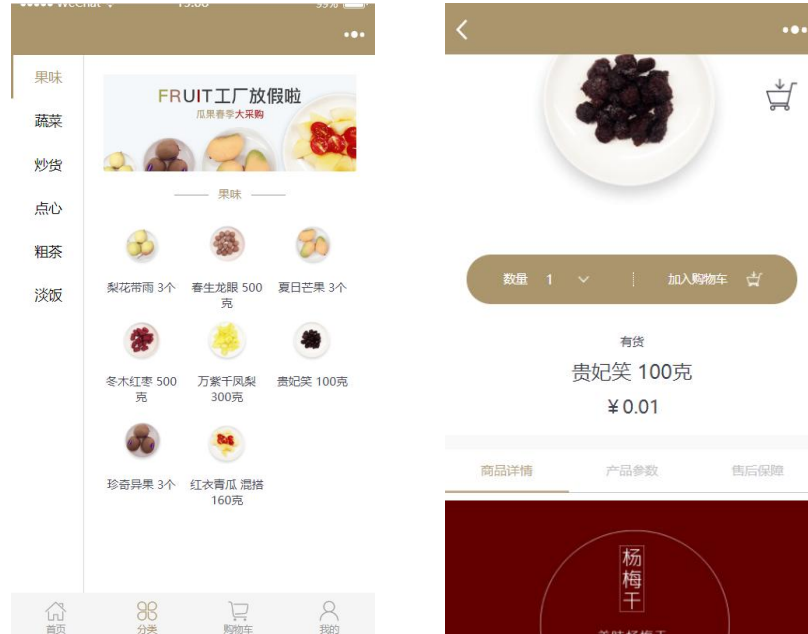 果味
蔬菜
炒货
点心
粗茶
淡饭
FRUIT工厂放假啦
瓜果春季大采购
果味
梨花带雨 3个
春生龙眼 500
克
夏日芒果 3个
冬木红枣 500
克
万紫千凤梨
300克
贵妃笑 100克
珍奇异果 3个
红衣青瓜 混搭
160克
首页
分类
购物车
我的
数量 1
加入购物车
有货
贵妃笑 100克
￥0.01
商品详情
产品参数
售后保障
杨梅干